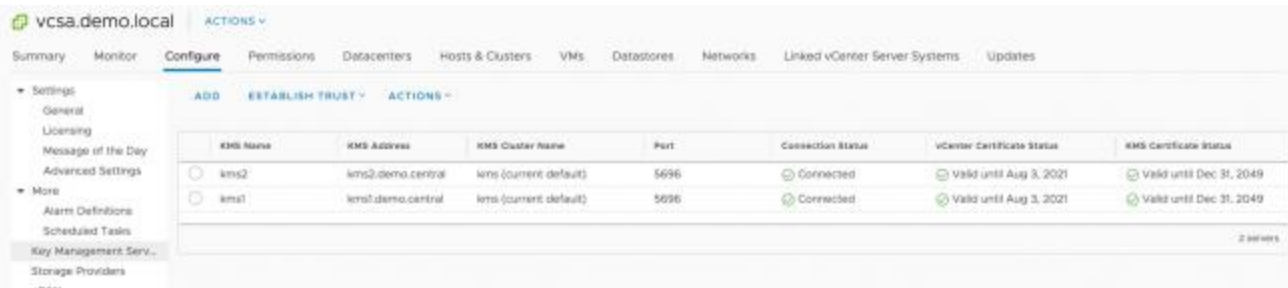 vcsa.demo.local ACTIONS
Summary Monitor Configure Permissions Datacenters Hosts & Clusters VMs Datastores Networks Linked vCenter Server Systems Updates
Settings
General
Licensing
Message of the Day
Advanced Settings
More
Alarm Definitions
Scheduled Tasks
Key Management Serv...
Storage Providers
ADD ESTABLISH TRUST ACTIONS
KMS Name KMS Address KMS Cluster Name Port Connection Status vCenter Certificate Status KMS Certificate Status
kms2 kms2.demo.central kms (current default) 5696 Connected Valid until Aug 3, 2021 Valid until Dec 31, 2049
kms1 kms1.demo.central kms (current default) 5696 Connected Valid until Aug 3, 2021 Valid until Dec 31, 2049
2 servers